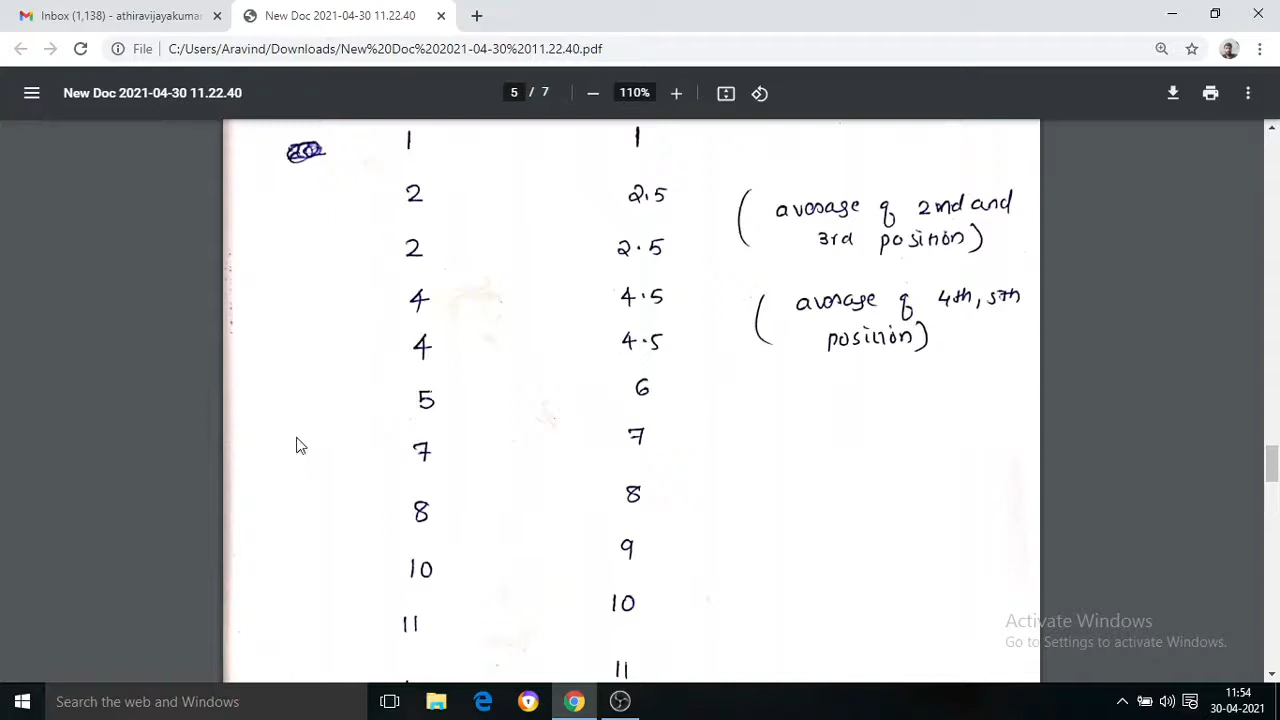 Inbox (1,138) - athiravijayakumar
New Doc 2021-04-30 11.22.40
File
C:/Users/Aravind/Downloads/New%20Doc%202021-04-30%2011.22.40.pdf
New Doc 2021-04-30 11.22.40
5 / 7
110%
1 1
2 2.5 (average of 2nd and
3rd position)
2 2.5
4 4.5 (average of 4th, 5th
position)
4 4.5
5 6
7 7
8 8
10 9
11 10
11
Activate Windows
Go to Settings to activate Windows.
Search the web and Windows
11:54
30-04-2021